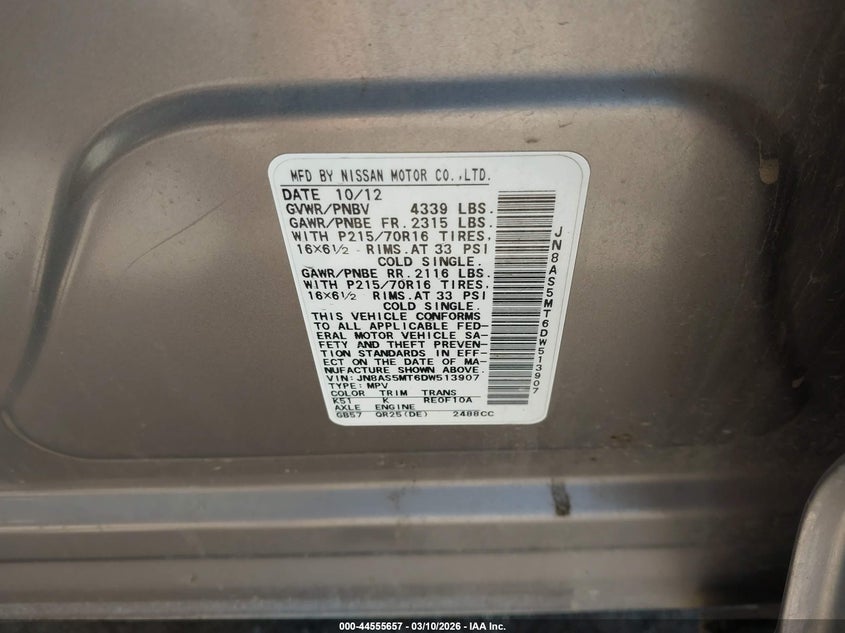 MFD BY NISSAN MOTOR CO.,LTD.
DATE 10/12
GVWR/PNBV 4339 LBS.
GAWR/PNBE FR. 2315 LBS.
WITH P215/70R16 TIRES,
16×6½ RIMS. AT 33 PSI
COLD SINGLE.
GAWR/PNBE RR. 2116 LBS.
WITH P215/70R16 TIRES,
16×6½ RIMS. AT 33 PSI
COLD SINGLE.
THIS VEHICLE CONFORMS
TO ALL APPLICABLE FED-
ERAL MOTOR VEHICLE SA-
FETY AND THEFT PREVEN-
TION STANDARDS IN EFF-
ECT ON THE DATE OF MA-
NUFACTURE SHOWN ABOVE.
VIN: JN8AS5MT6DW513907
TYPE: MPV
COLOR TRIM TRANS
K51 K RE0F10A
AXLE ENGINE
GB57 QR25(DE) 2488CC
JN8AS5MT6DW513907
000-44555657 - 03/10/2026 - IAA Inc.